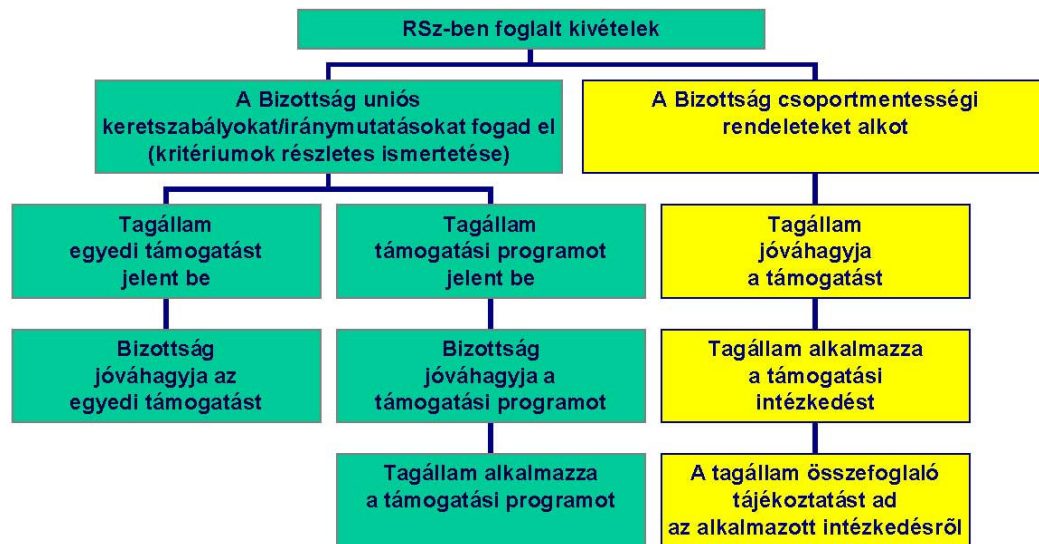 RSz-ben foglalt kivételek
A Bizottság uniós
keretszabályokat/iránymutatásokat fogad el
(kritériumok részletes ismertetése)
A Bizottság csoportmentességi
rendeleteket alkot
Tagállam
egyedi támogatást
jelent be
Tagállam
támogatási programot
jelent be
Tagállam
jóváhagyja
a támogatást
Bizottság
jóváhagyja az
egyedi támogatást
Bizottság
jóváhagyja a
támogatási programot
Tagállam alkalmazza
a támogatási
intézkedést
Tagállam alkalmazza
a támogatási programot
A tagállam összefoglaló
tájékoztatást ad
az alkalmazott intézkedésrõl